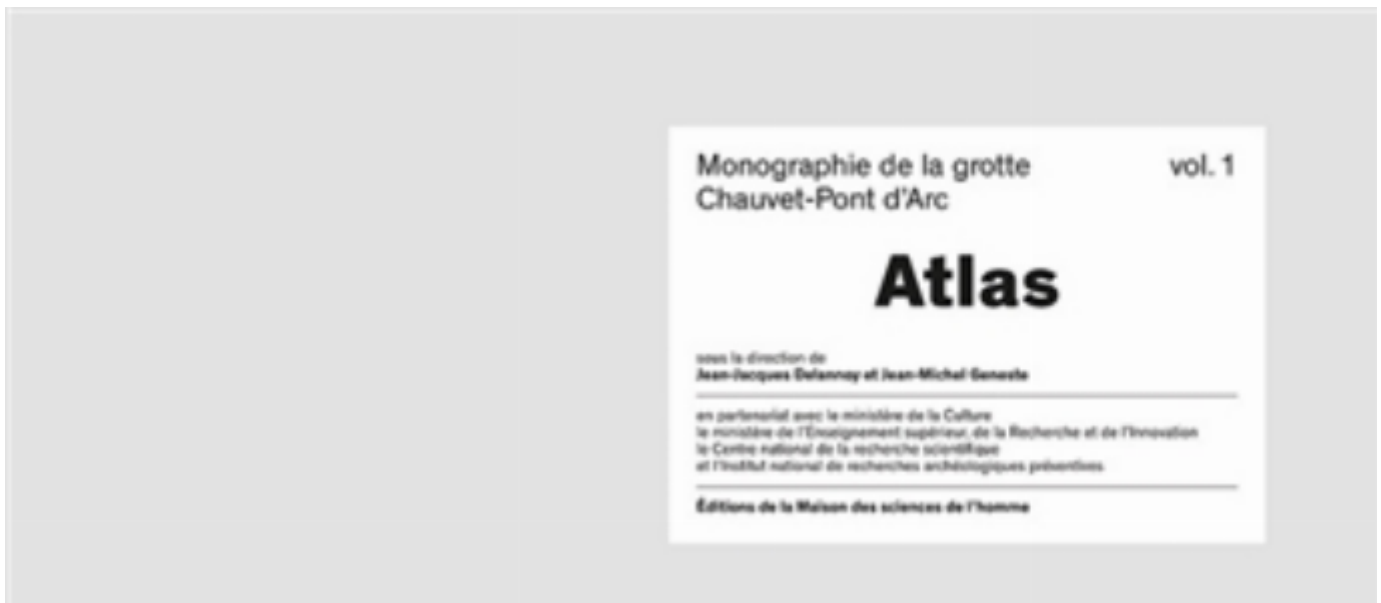 Monographie de la grotte vol. 1
Chauvet-Pont d'Arc
Atlas
sous la direction de
Jean-Jacques Delannoy et Jean-Michel Geneste
en partenariat avec le ministère de la Culture
le ministère de l'Enseignement supérieur, de la Recherche et de l'Innovation
le Centre national de la recherche scientifique
et l'Institut national de recherches archéologiques préventives
Éditions de la Maison des sciences de l'homme